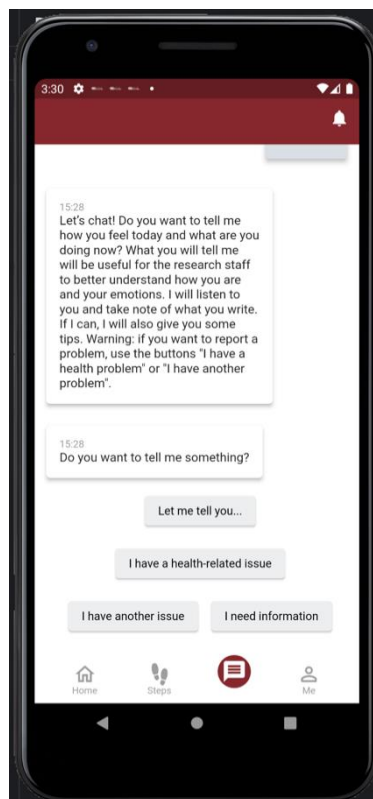 3:30
15:28
Let's chat! Do you want to tell me
how you feel today and what are you
doing now? What you will tell me
will be useful for the research staff
to better understand how you are
and your emotions. I will listen to
you and take note of what you write.
If I can, I will also give you some
tips. Warning: if you want to report a
problem, use the buttons "I have a
health problem" or "I have another
problem".
15:28
Do you want to tell me something?
Let me tell you...
I have a health-related issue
I have another issue
I need information
Home
Steps
Me